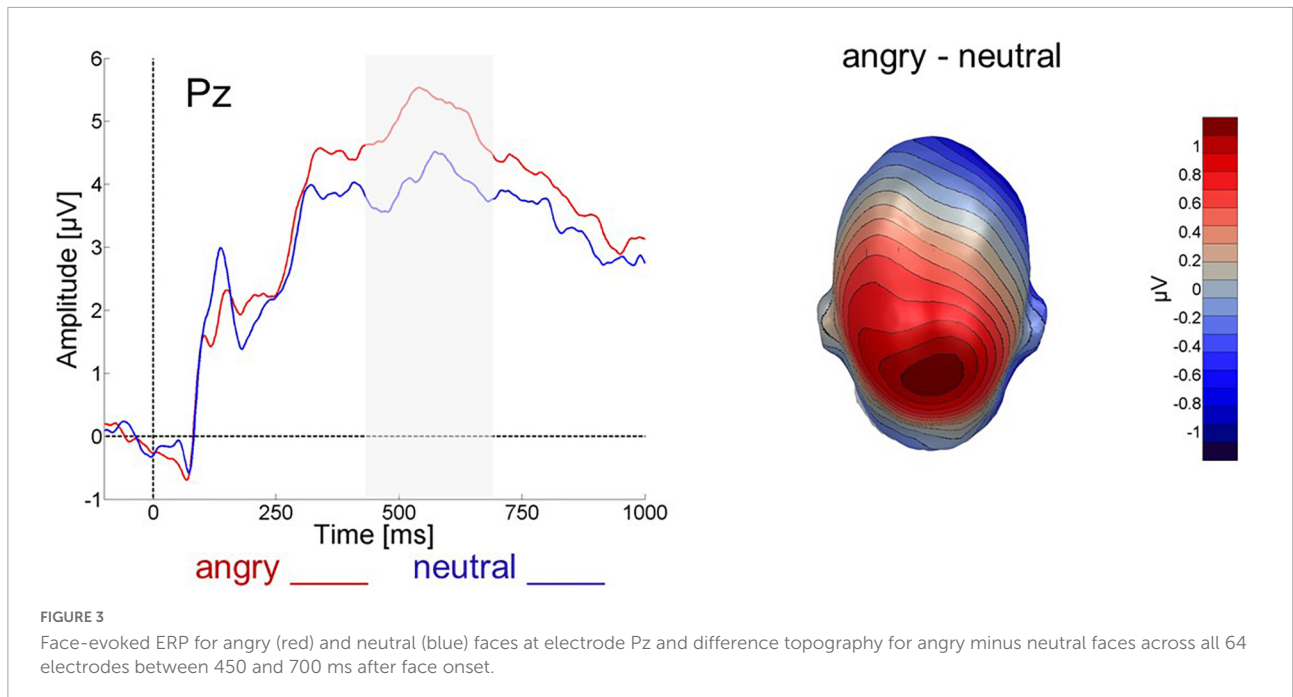 Pz
6
5
4
3
2
1
0
-1
Amplitude [µV]
0 250 500 750 1000
Time [ms]
angry neutral
angry - neutral
1
0.8
0.6
0.4
0.2
0
-0.2
-0.4
-0.6
-0.8
-1
µV
FIGURE 3
Face-evoked ERP for angry (red) and neutral (blue) faces at electrode Pz and difference topography for angry minus neutral faces across all 64
electrodes between 450 and 700 ms after face onset.